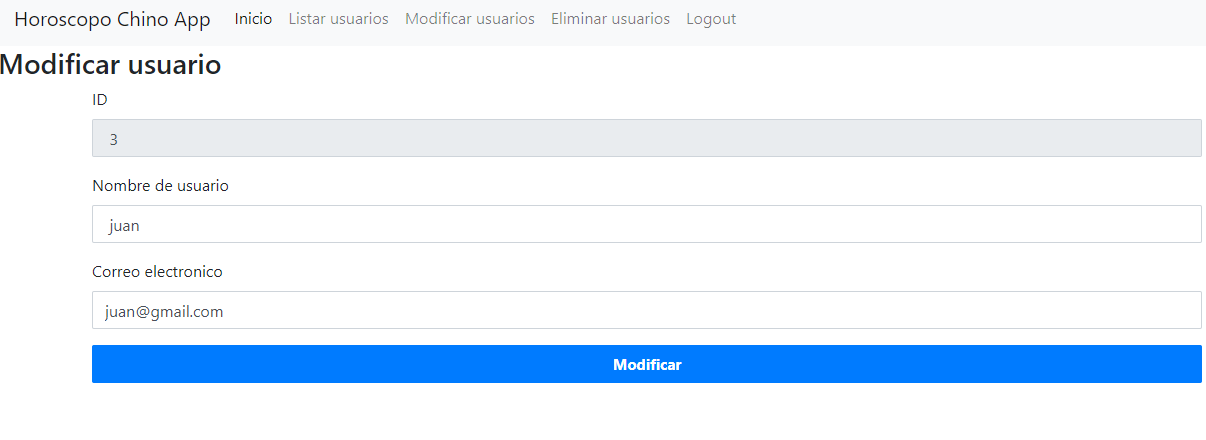 Horoscopo Chino App Inicio Listar usuarios Modificar usuarios Eliminar usuarios Logout
Modificar usuario
ID
3
Nombre de usuario
juan
Correo electronico
juan@gmail.com
Modificar